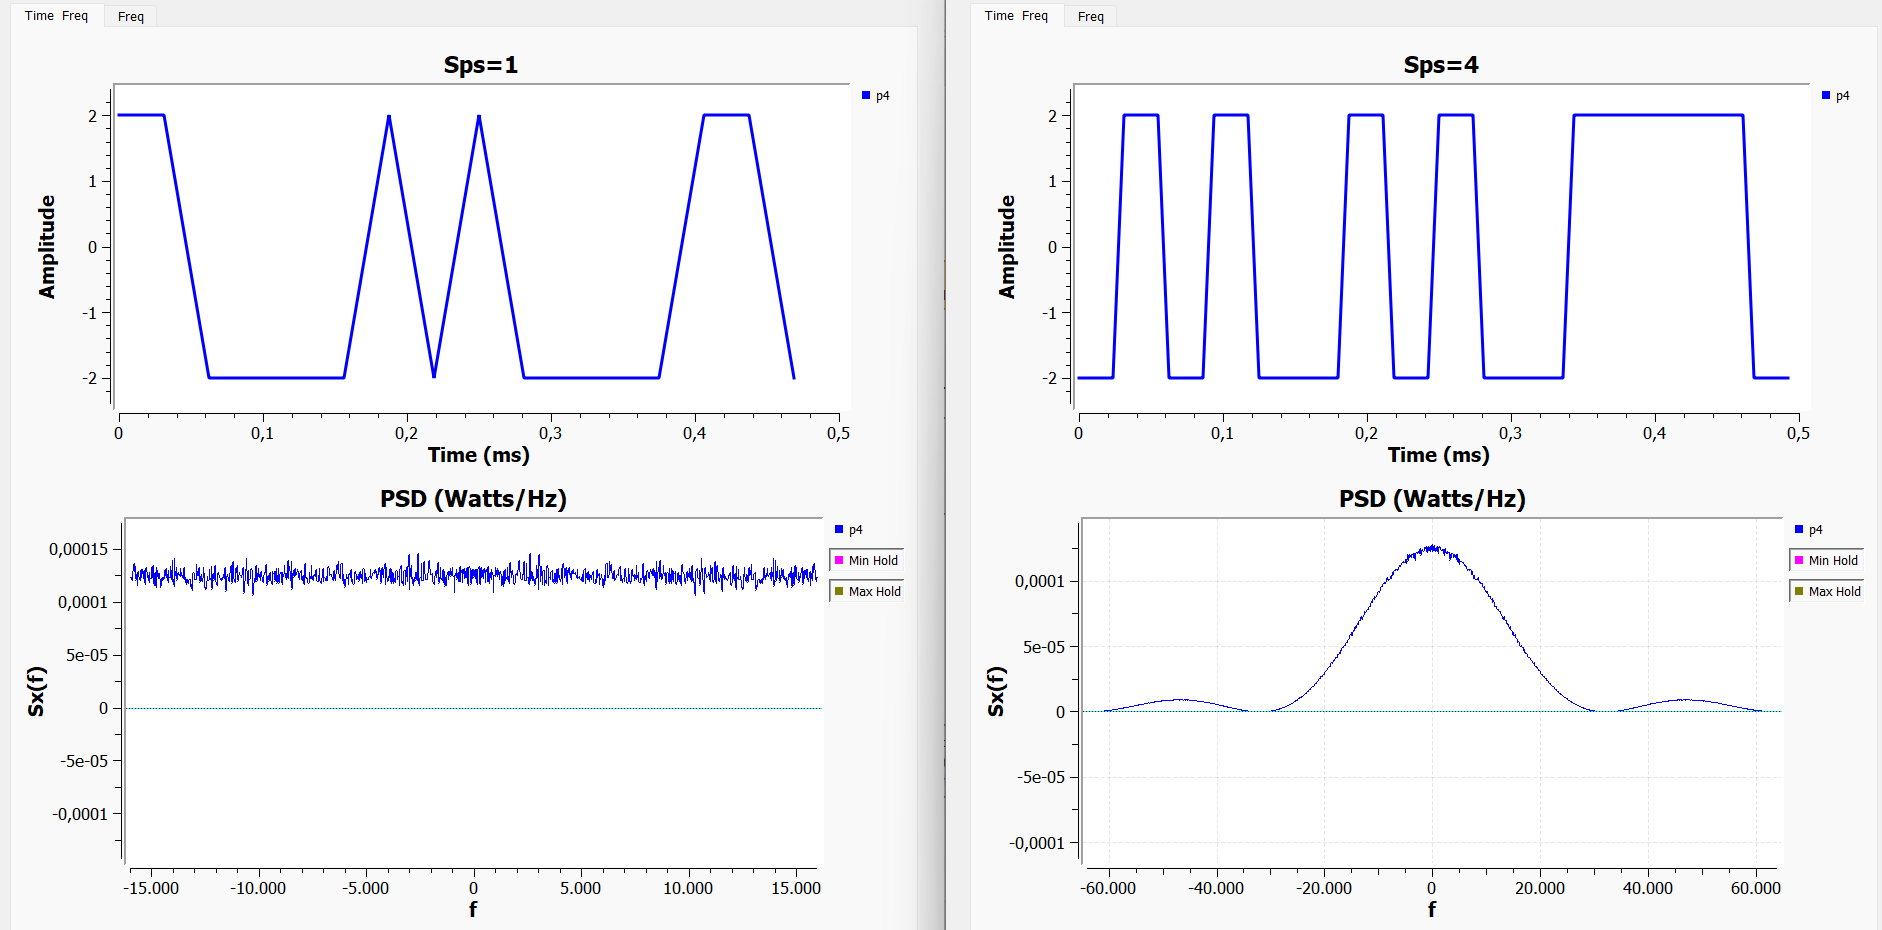 Time Freq
Freq
Sps=1
p4
Amplitude
2
1
0
-1
-2
0
0,1
0,2
0,3
0,4
0,5
Time (ms)
PSD (Watts/Hz)
p4
Min Hold
Max Hold
Sx(f)
0,00015
0,0001
5e-05
0
-5e-05
-0,0001
-15.000
-10.000
-5.000
0
5.000
10.000
15.000
f
Time Freq
Freq
Sps=4
p4
Amplitude
2
1
0
-1
-2
0
0,1
0,2
0,3
0,4
0,5
Time (ms)
PSD (Watts/Hz)
p4
Min Hold
Max Hold
Sx(f)
0,0001
5e-05
0
-5e-05
-0,0001
-60.000
-40.000
-20.000
0
20.000
40.000
60.000
f